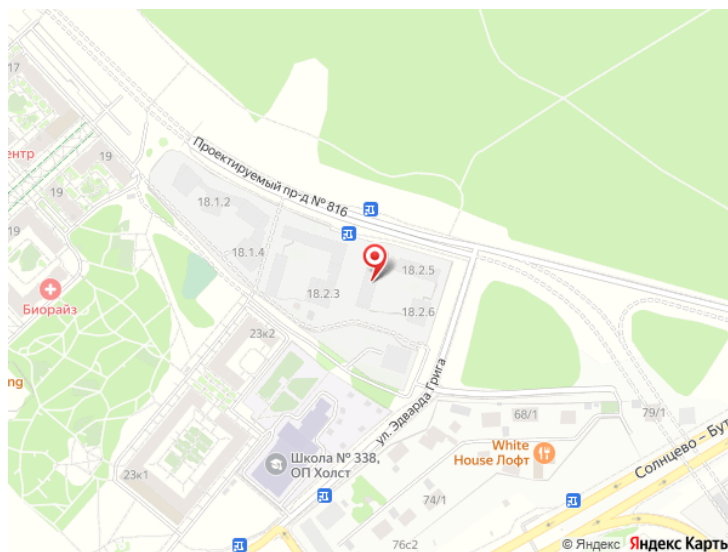 17
ентр
19
19
19
Проектируемый пр-д № 816
18.1.2
18.1.4
18.2.3
18.2.5
18.2.6
Биорайз
23к2
ng
23к1
Школа № 338,
ОП Холст
ул. Эдварда Грига
68/1
79/1
White
House Лофт
74/1
76с2
Солнцево – Бут
© Яндекс Яндекс Карты